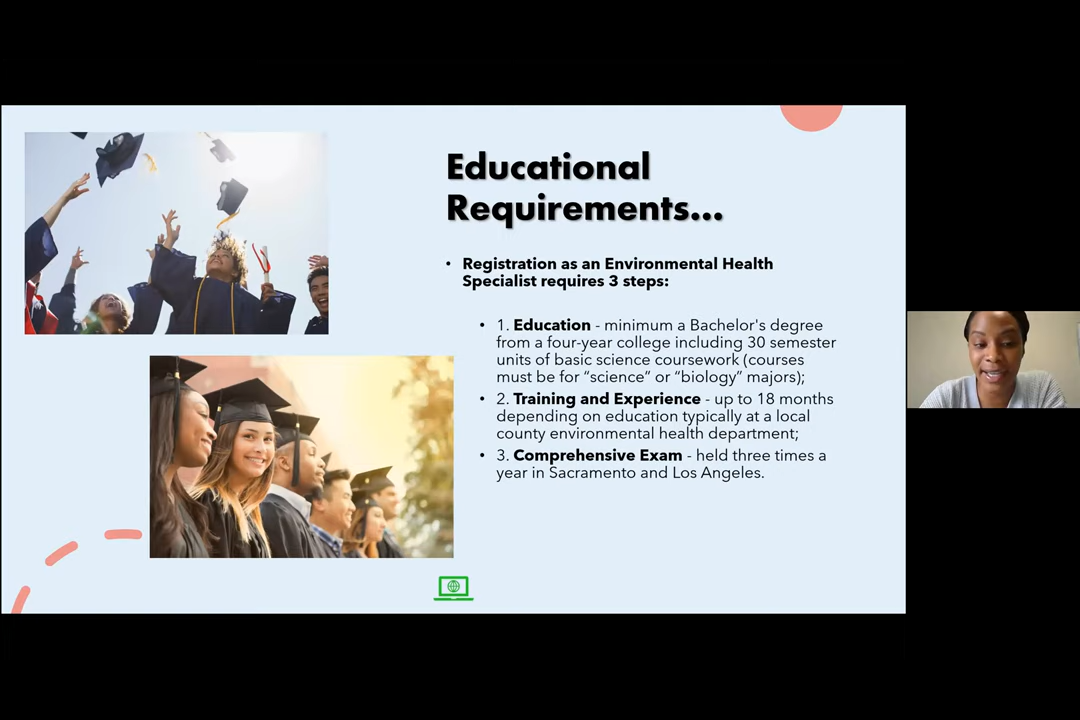 Educational
Requirements...
• Registration as an Environmental Health
Specialist requires 3 steps:
• 1. Education - minimum a Bachelor's degree
from a four-year college including 30 semester
units of basic science coursework (courses
must be for “science” or “biology” majors);
• 2. Training and Experience - up to 18 months
depending on education typically at a local
county environmental health department;
• 3. Comprehensive Exam - held three times a
year in Sacramento and Los Angeles.